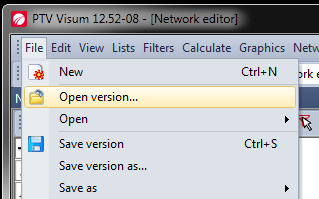 PTV Visum 12.52-08 - [Network editor]
File Edit View Lists Filters Calculate Graphics
New Ctrl+N
Open version...
Open
Save version Ctrl+S
Save version as...
Save as